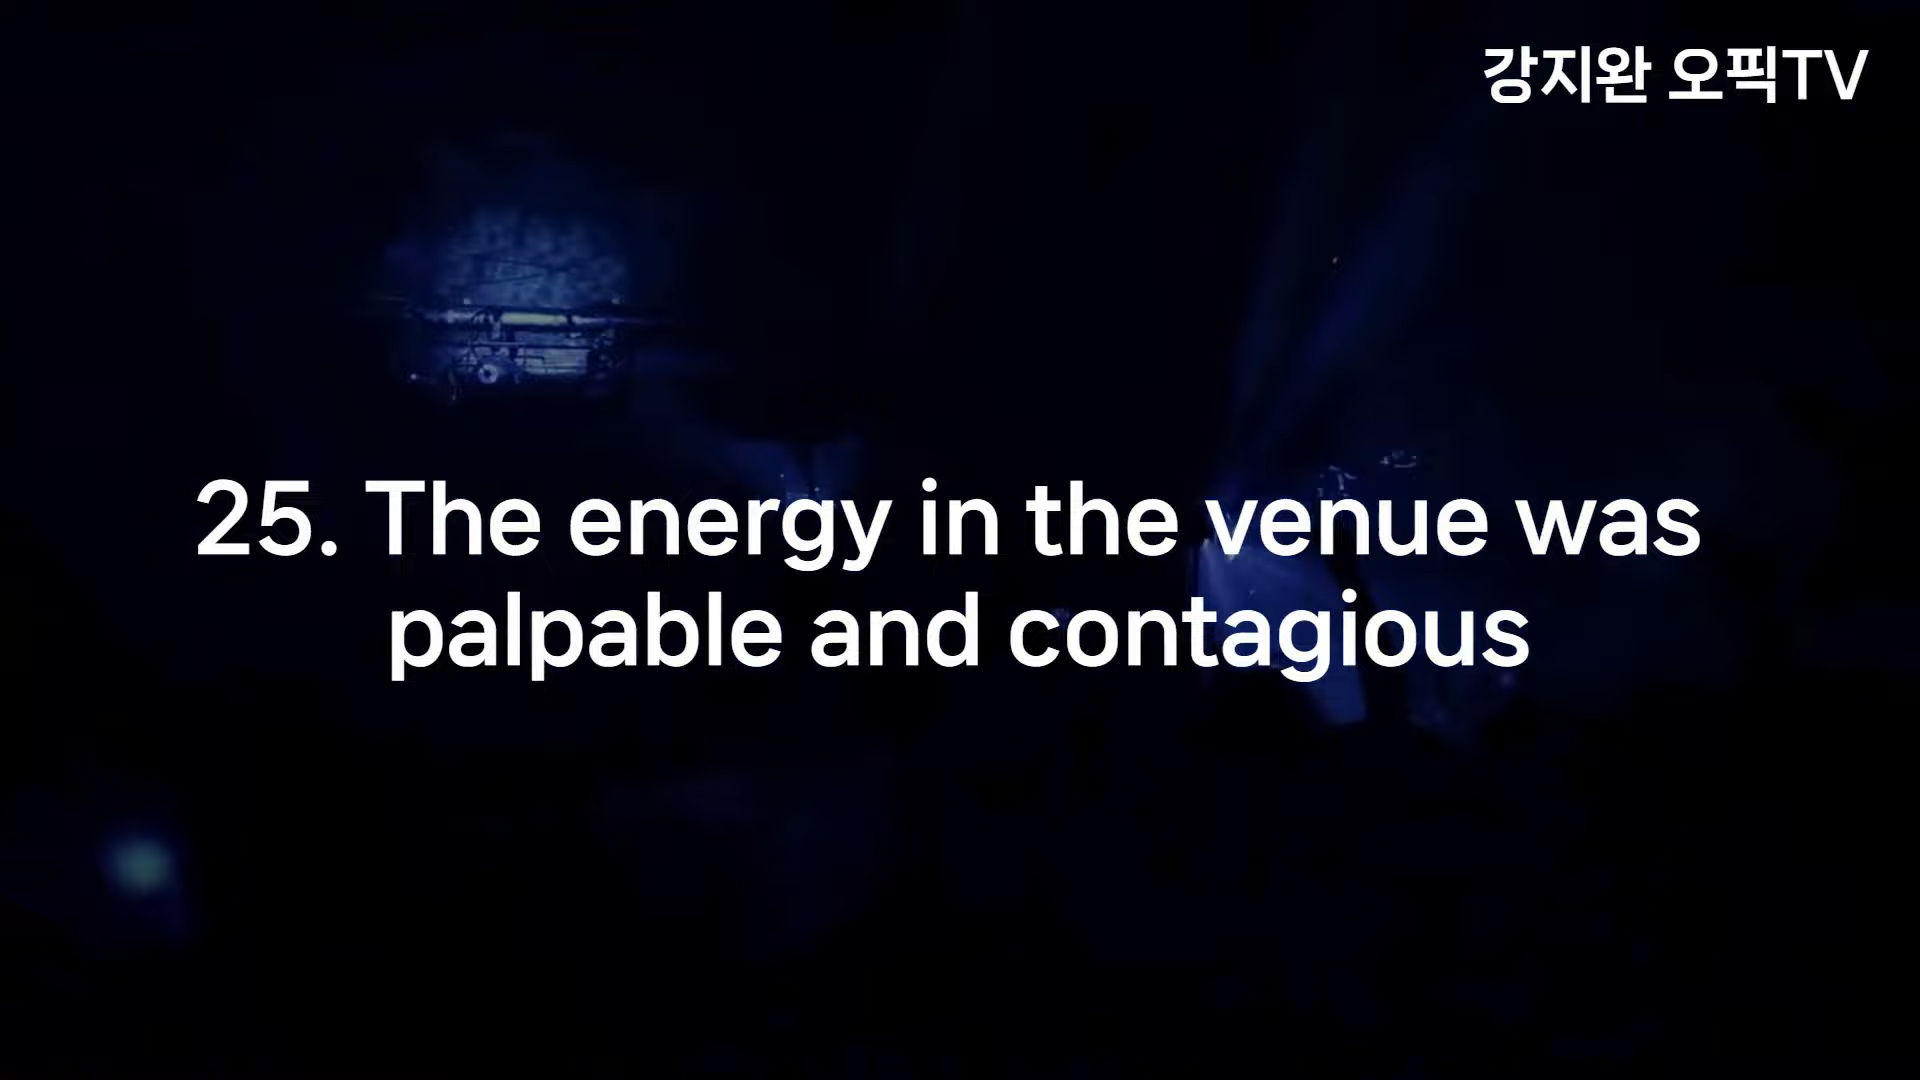 강지완 오픽TV
25. The energy in the venue was
palpable and contagious